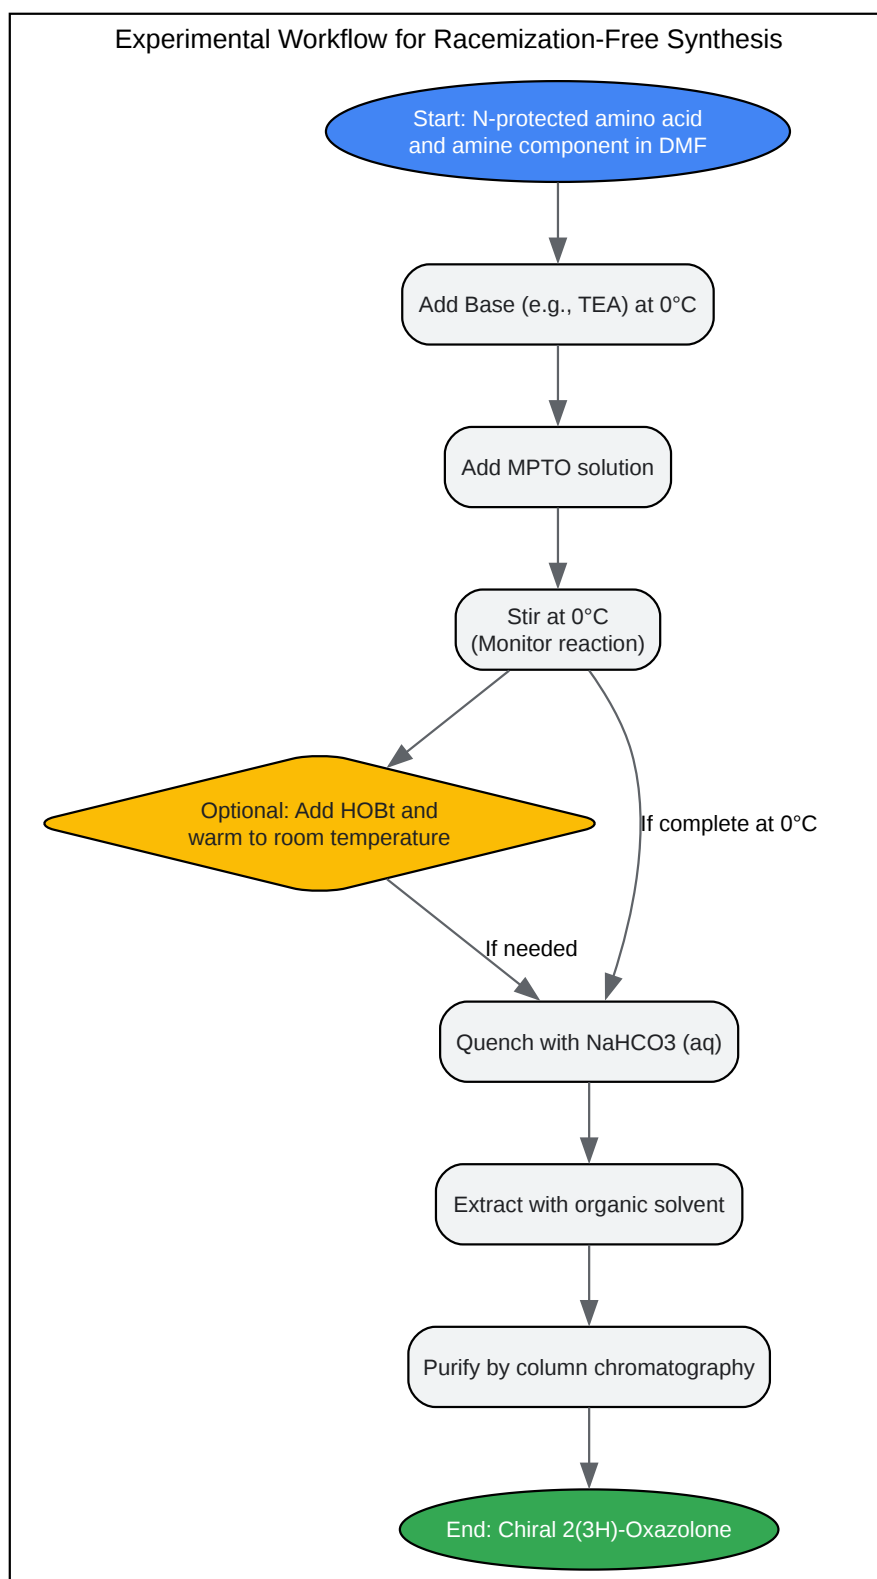 Experimental Workflow for Racemization-Free Synthesis
Start: N-protected amino acid
and amine component in DMF
Add Base (e.g., TEA) at 0°C
Add MPTO solution
Stir at 0°C
(Monitor reaction)
Optional: Add HOBt and
warm to room temperature
If complete at 0°C
If needed
Quench with NaHCO3 (aq)
Extract with organic solvent
Purify by column chromatography
End: Chiral 2(3H)-Oxazolone